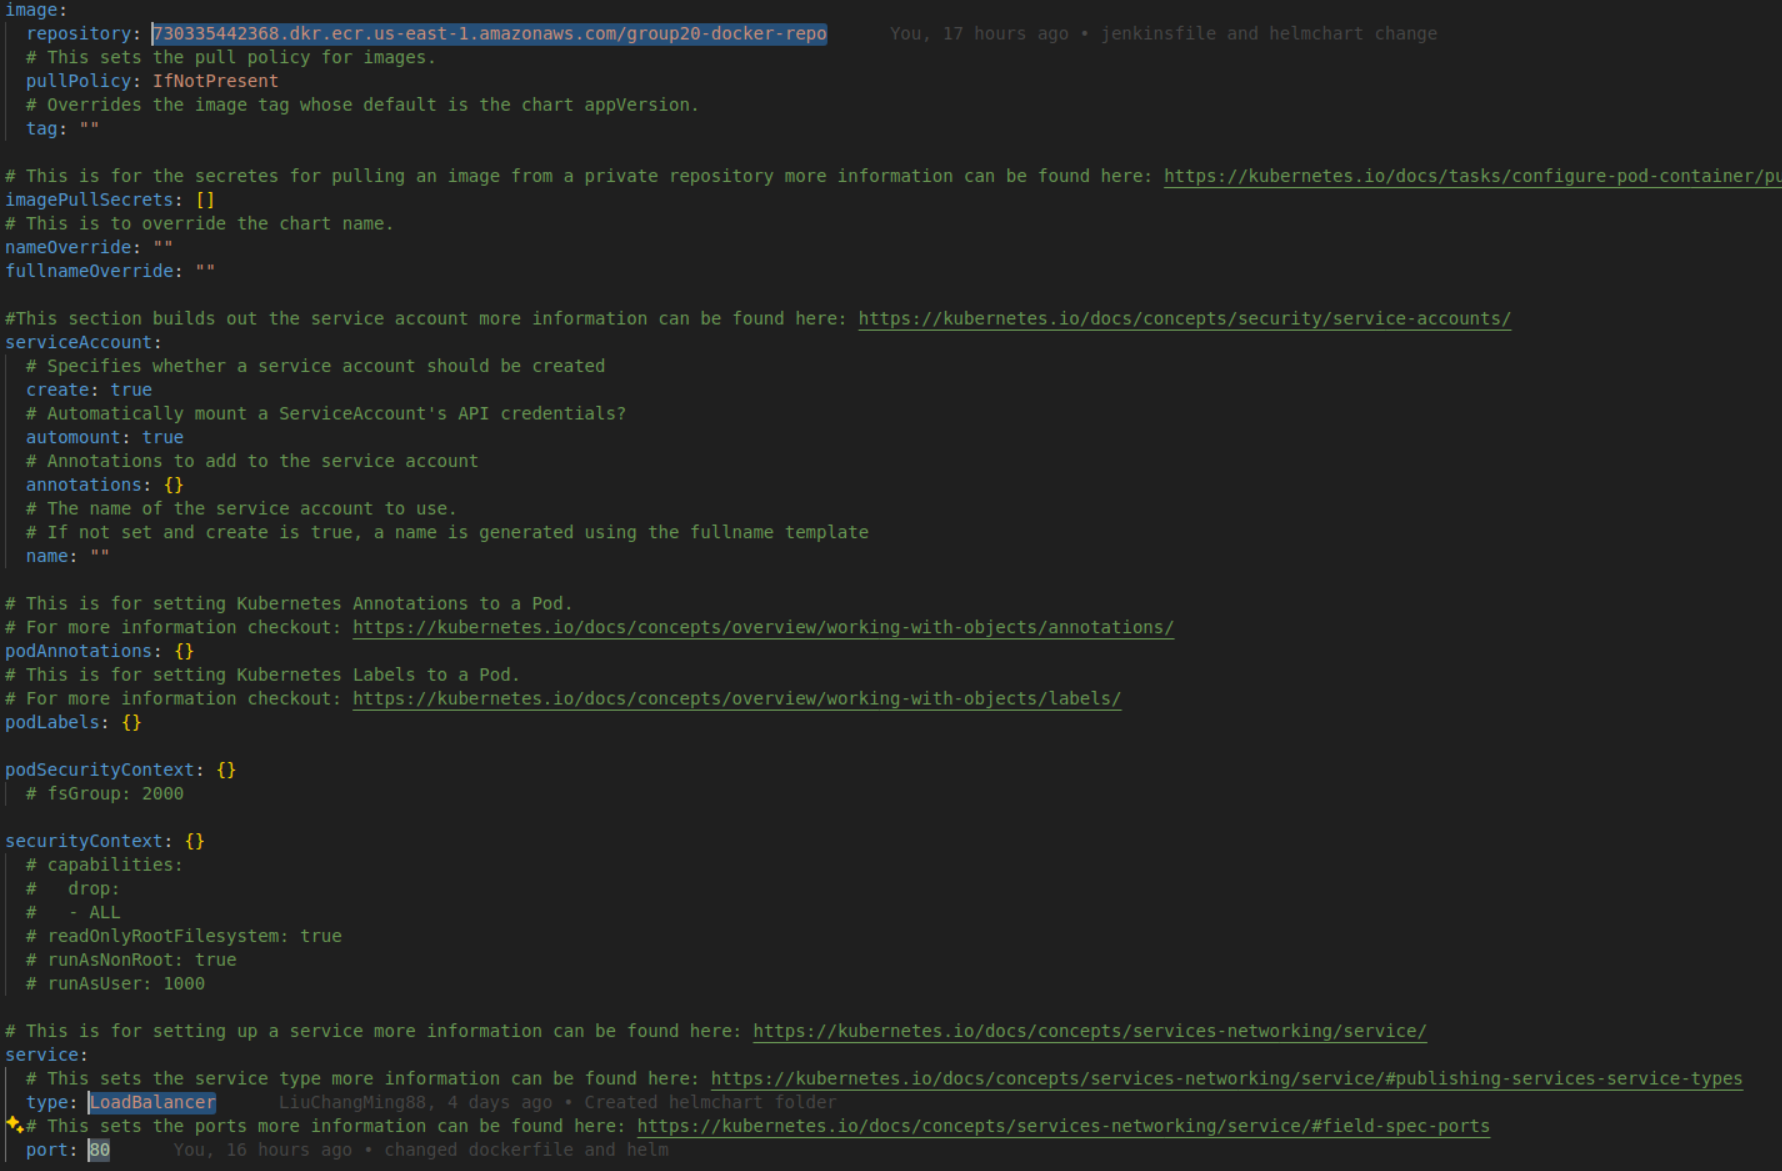 image:
  repository: 730335442368.dkr.ecr.us-east-1.amazonaws.com/group20-docker-repo You, 17 hours ago • jenkinsfile and helmchart change
  # This sets the pull policy for images.
  pullPolicy: IfNotPresent
  # Overrides the image tag whose default is the chart appVersion.
  tag: ""

# This is for the secretes for pulling an image from a private repository more information can be found here: https://kubernetes.io/docs/tasks/configure-pod-container/pu
imagePullSecrets: []
# This is to override the chart name.
nameOverride: ""
fullnameOverride: ""

#This section builds out the service account more information can be found here: https://kubernetes.io/docs/concepts/security/service-accounts/
serviceAccount:
  # Specifies whether a service account should be created
  create: true
  # Automatically mount a ServiceAccount's API credentials?
  automount: true
  # Annotations to add to the service account
  annotations: {}
  # The name of the service account to use.
  # If not set and create is true, a name is generated using the fullname template
  name: ""

# This is for setting Kubernetes Annotations to a Pod.
# For more information checkout: https://kubernetes.io/docs/concepts/overview/working-with-objects/annotations/
podAnnotations: {}
# This is for setting Kubernetes Labels to a Pod.
# For more information checkout: https://kubernetes.io/docs/concepts/overview/working-with-objects/labels/
podLabels: {}

podSecurityContext: {}
  # fsGroup: 2000

securityContext: {}
  # capabilities:
  #   drop:
  #   - ALL
  # readOnlyRootFilesystem: true
  # runAsNonRoot: true
  # runAsUser: 1000

# This is for setting up a service more information can be found here: https://kubernetes.io/docs/concepts/services-networking/service/
service:
  # This sets the service type more information can be found here: https://kubernetes.io/docs/concepts/services-networking/service/#publishing-services-service-types
  type: LoadBalancer LiuChangMing88, 4 days ago • Created helmchart folder
  # This sets the ports more information can be found here: https://kubernetes.io/docs/concepts/services-networking/service/#field-spec-ports
  port: 80 You, 16 hours ago • changed dockerfile and helm